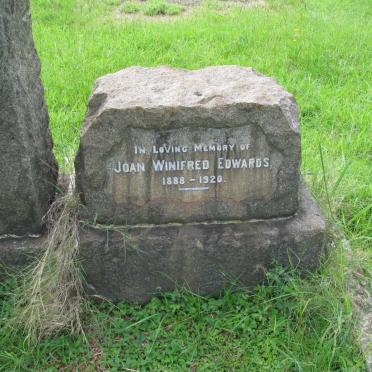 IN LOVING MEMORY OF
JOAN WINIFRED EDWARDS,
1888 - 1920.